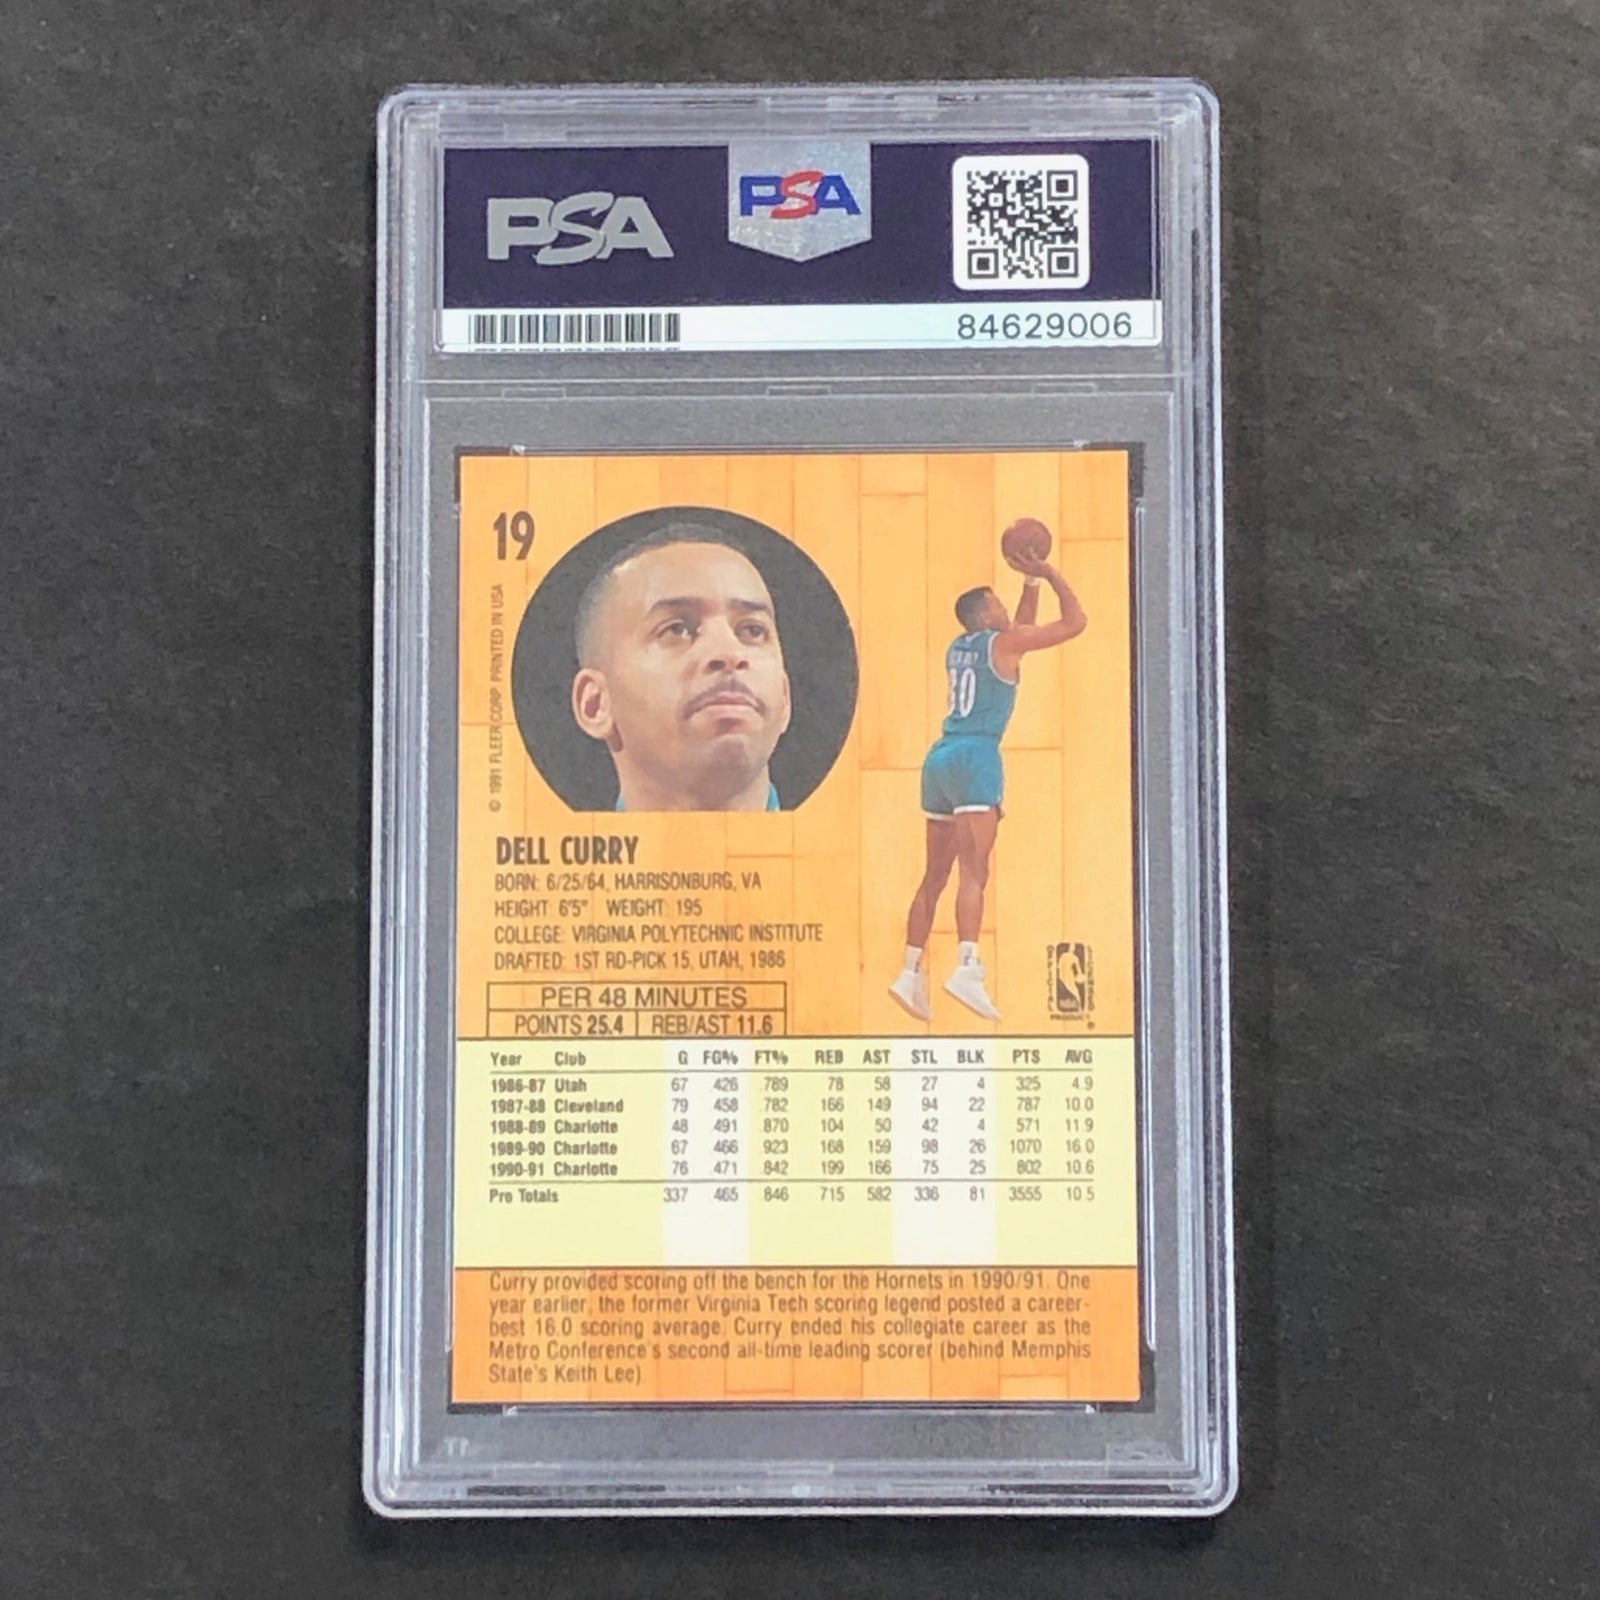 PSA
PSA
84629006
19
© 1991 FLEER CORP. PRINTED IN USA
DELL CURRY
BORN: 6/25/64, HARRISONBURG, VA
HEIGHT: 6'5" WEIGHT: 195
COLLEGE: VIRGINIA POLYTECHNIC INSTITUTE
DRAFTED: 1ST RD-PICK 15, UTAH, 1986
PER 48 MINUTES
POINTS 25.4 REB/AST 11.6
Year Club G FG% FT% REB AST STL BLK PTS AVG
1986-87 Utah 67 .426 .789 78 58 27 4 325 4.9
1987-88 Cleveland 79 .458 .782 166 149 94 22 787 10.0
1988-89 Charlotte 48 .491 .870 104 50 42 4 571 11.9
1989-90 Charlotte 67 .466 .923 168 159 98 26 1070 16.0
1990-91 Charlotte 76 .471 .842 199 166 75 25 802 10.6
Pro Totals 337 .465 .846 715 582 336 81 3555 10.5
Curry provided scoring off the bench for the Hornets in 1990/91. One
year earlier, the former Virginia Tech scoring legend posted a career-
best 16.0 scoring average. Curry ended his collegiate career as the
Metro Conference's second all-time leading scorer (behind Memphis
State's Keith Lee).